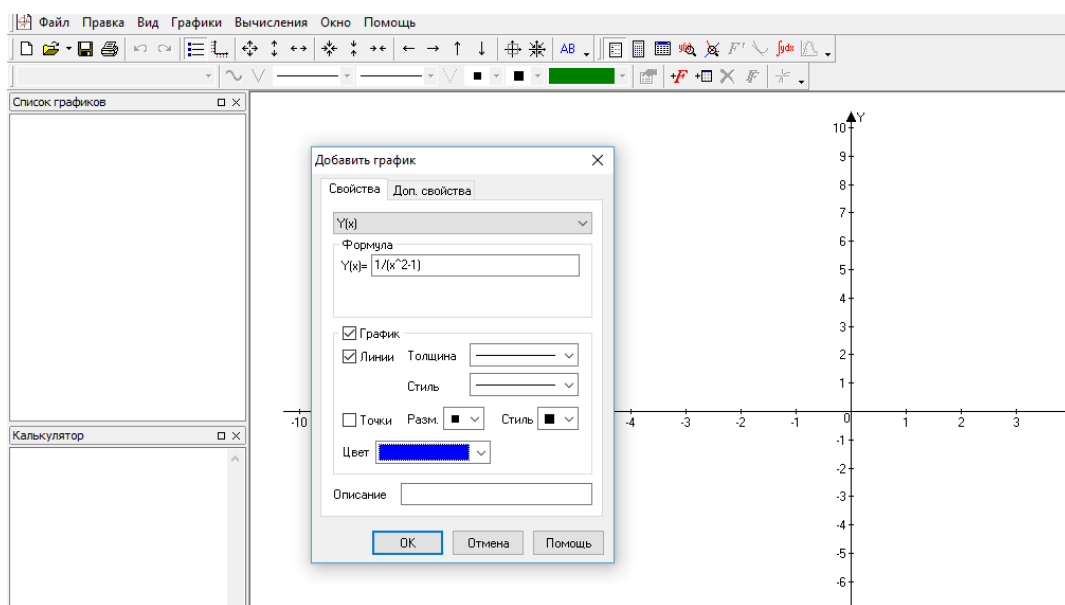 Файл Правка Вид Графики Вычисления Окно Помощь
AB
y(x)
F'
∫ydx
+F
F
Список графиков
Калькулятор
Добавить график
Свойства Доп. свойства
Y(x)
Формула
Y(x)= 1/(x^2-1)
График
Линии Толщина
Стиль
Точки Разм. Стиль
Цвет
Описание
OK Отмена Помощь
Y
10
9
8
7
6
5
4
3
2
1
-10 -4 -3 -2 -1 0 1 2 3
-1
-2
-3
-4
-5
-6